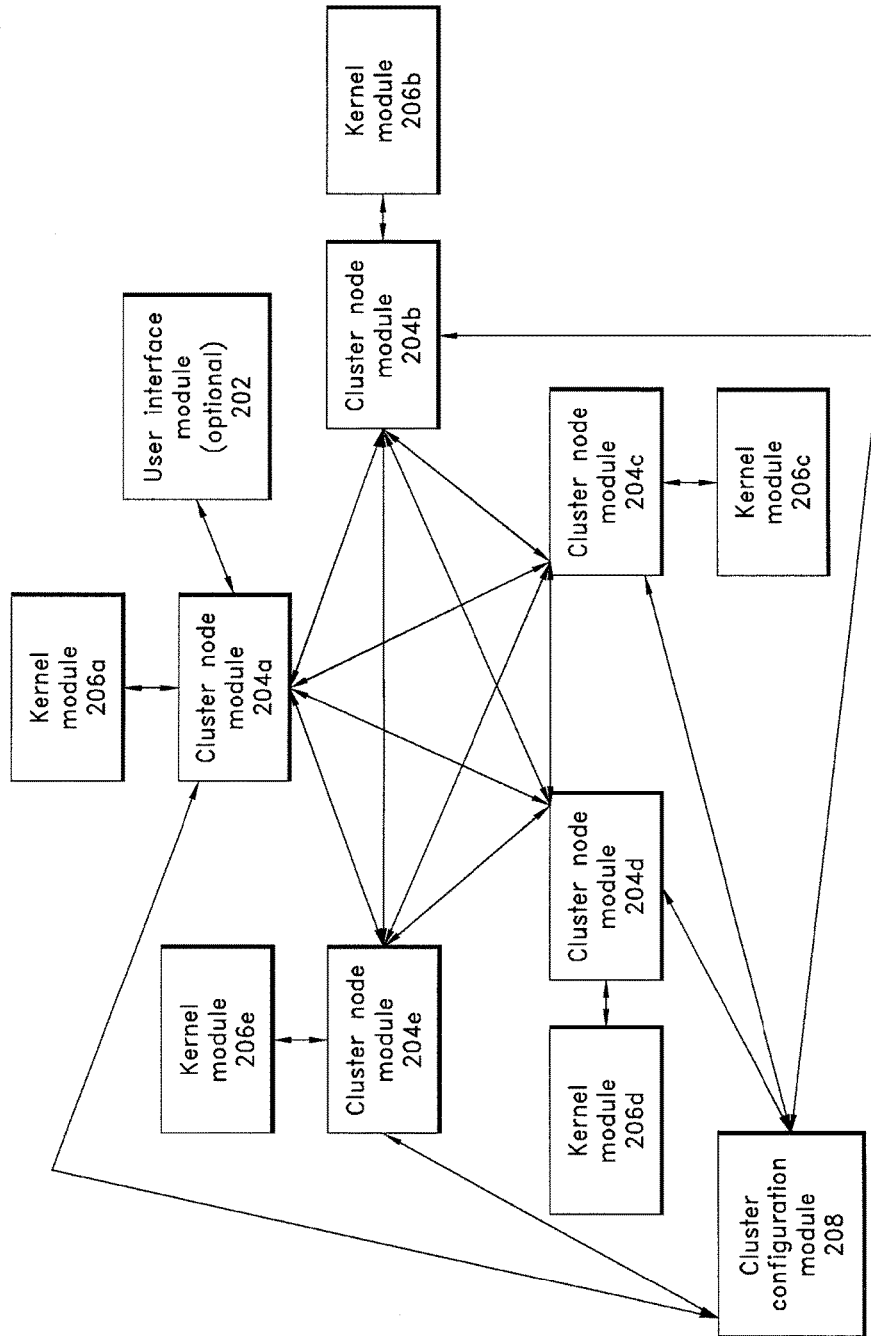 Kernel
module
206a
User interface
module
(optional)
202
Kernel
module
206b
Cluster node
module
204a
Cluster node
module
204b
Kernel
module
206e
Cluster node
module
204e
Cluster node
module
204c
Kernel
module
206c
Cluster node
module
204d
Kernel
module
206d
Cluster
configuration
module
208